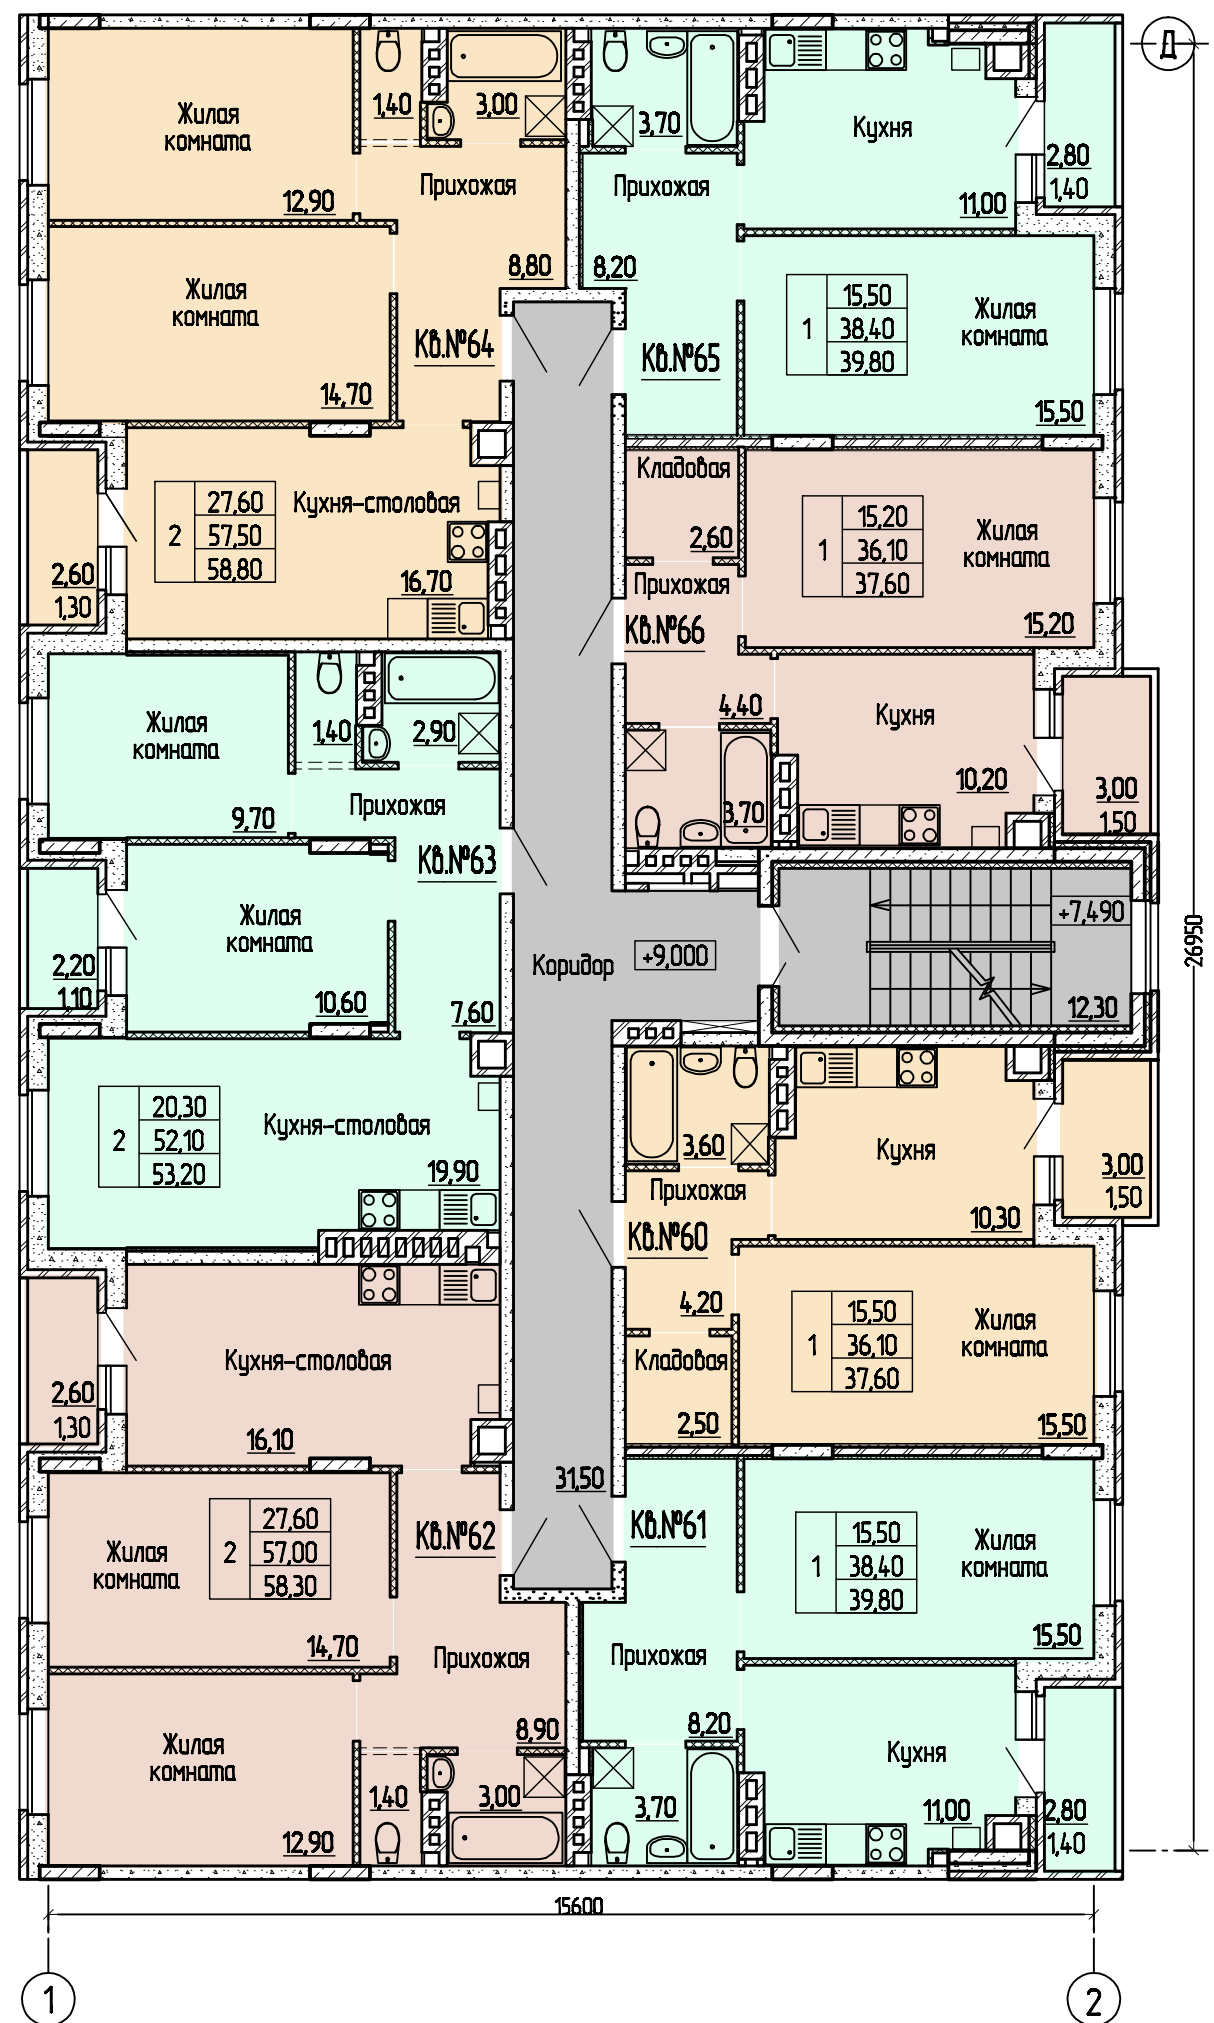 Д
Жилая
комната
12,90
1,40
3,00
Прихожая
8,80
3,70
Прихожая
8,20
Кухня
11,00
2,80
1,40
Жилая
комната
14,70
Кв.№64
Кв.№65
1
15,50
38,40
39,80
Жилая
комната
15,50
2
27,60
57,50
58,80
Кухня-столовая
16,70
2,60
1,30
Кладовая
2,60
Прихожая
Кв.№66
4,40
1
15,20
36,10
37,60
Жилая
комната
15,20
Жилая
комната
9,70
1,40
2,90
Прихожая
Кв.№63
3,70
Кухня
10,20
3,00
1,50
Жилая
комната
10,60
7,60
2,20
1,10
Коридор
+9,000
+7,490
12,30
26950
2
20,30
52,10
53,20
Кухня-столовая
19,90
3,60
Прихожая
Кв.№60
4,20
Кухня
10,30
3,00
1,50
Кухня-столовая
16,10
2,60
1,30
Кладовая
2,50
1
15,50
36,10
37,60
Жилая
комната
15,50
31,50
Жилая
комната
2
27,60
57,00
58,30
14,70
Кв.№62
Кв.№61
1
15,50
38,40
39,80
Жилая
комната
15,50
Прихожая
8,90
Прихожая
8,20
Жилая
комната
12,90
1,40
3,00
3,70
Кухня
11,00
2,80
1,40
15600
1
2